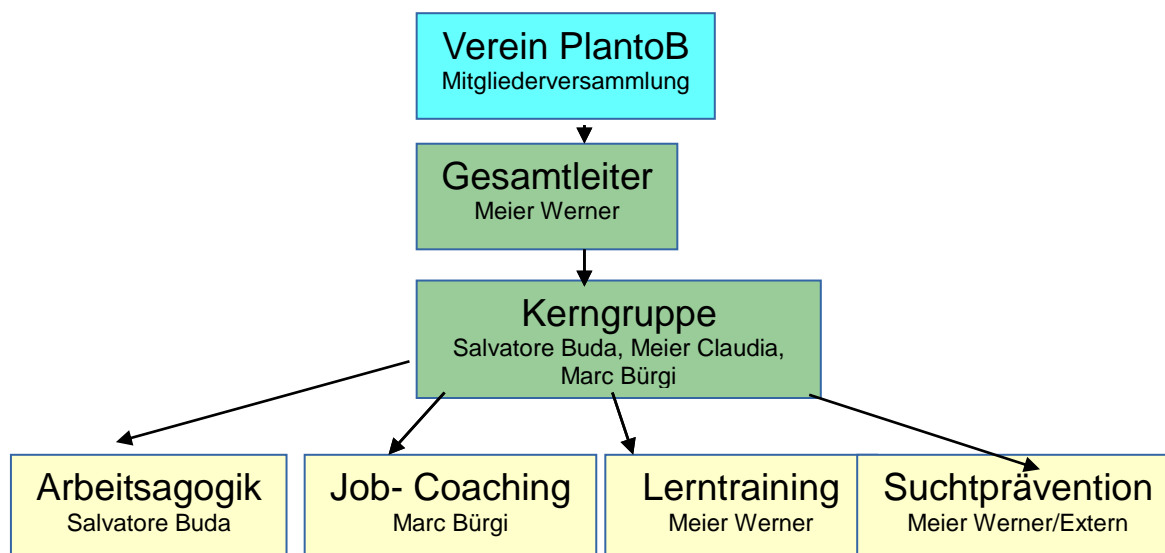 Verein PlantoB
Mitgliederversammlung
Gesamtleiter
Meier Werner
Kerngruppe
Salvatore Buda, Meier Claudia,
Marc Bürgi
Arbeitsagogik
Salvatore Buda
Job- Coaching
Marc Bürgi
Lerntraining
Meier Werner
Suchtprävention
Meier Werner/Extern